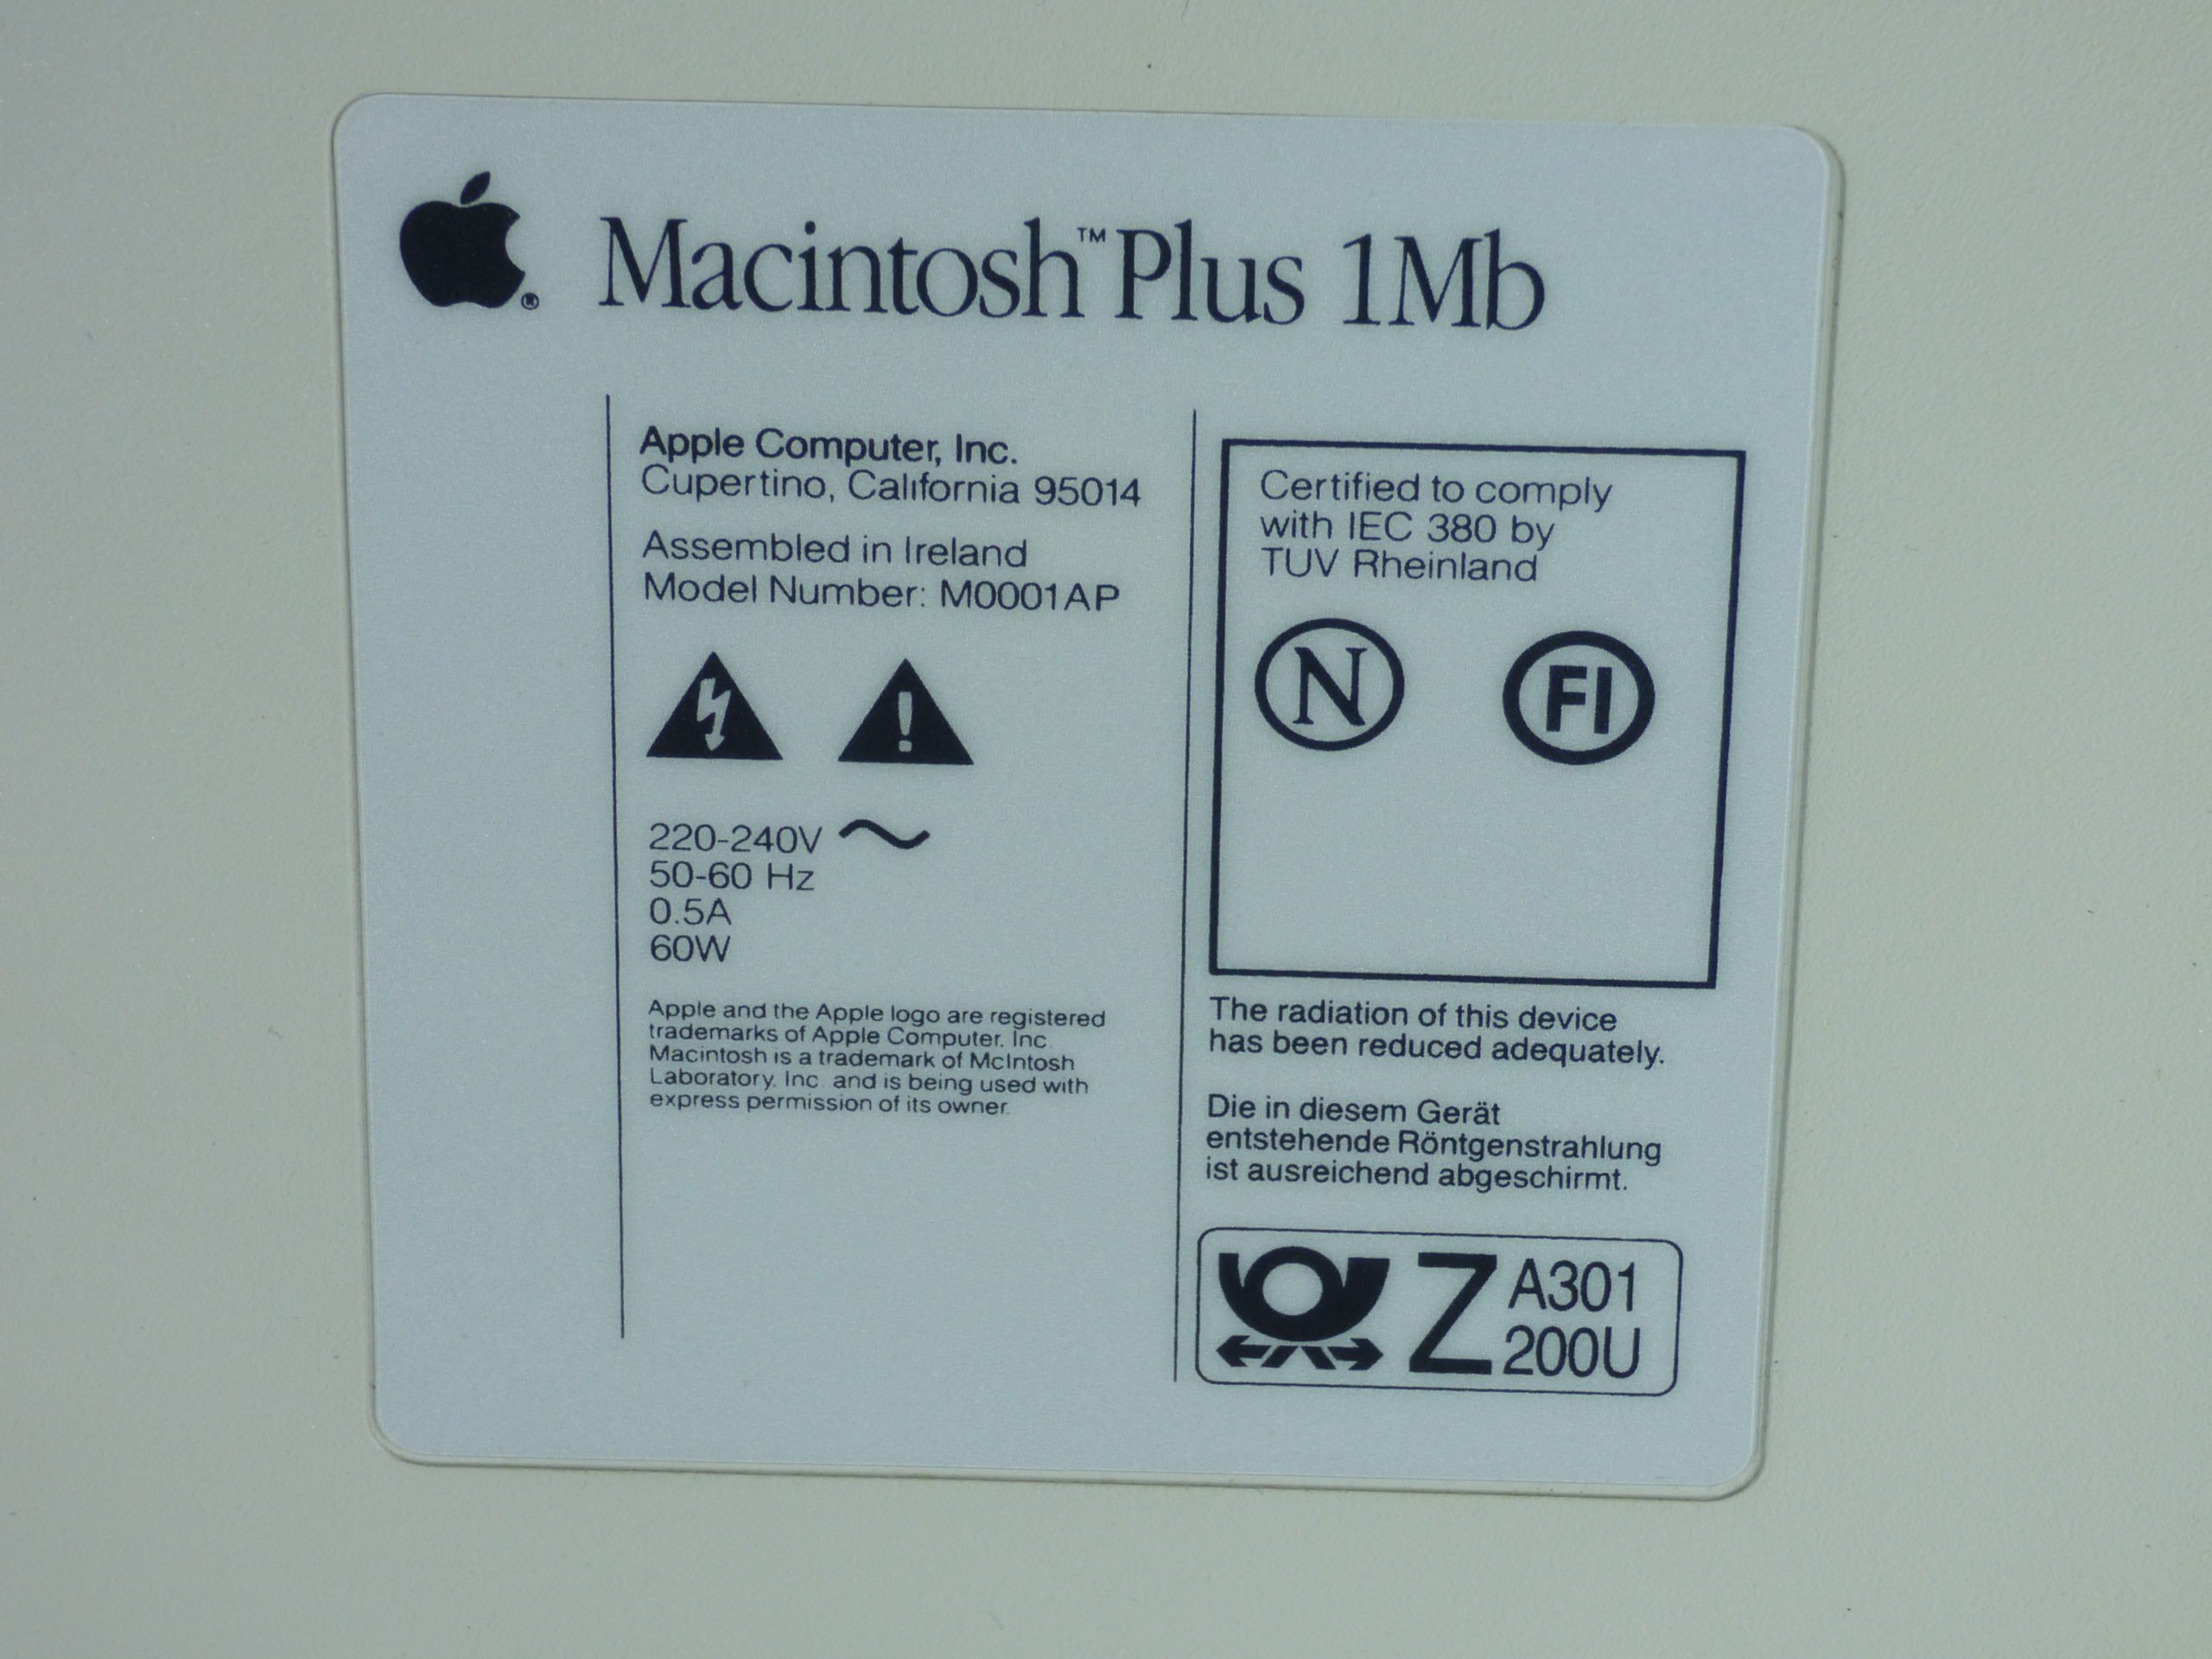 Macintosh™ Plus 1Mb
Apple Computer, Inc.
Cupertino, California 95014
Assembled in Ireland
Model Number: M0001AP
220-240V ~
50-60 Hz
0.5A
60W
Apple and the Apple logo are registered
trademarks of Apple Computer. Inc
Macintosh is a trademark of McIntosh
Laboratory. Inc. and is being used with
express permission of its owner.
Certified to comply
with IEC 380 by
TUV Rheinland
N FI
The radiation of this device
has been reduced adequately.
Die in diesem Gerät
entstehende Röntgenstrahlung
ist ausreichend abgeschirmt.
Z A301
200U